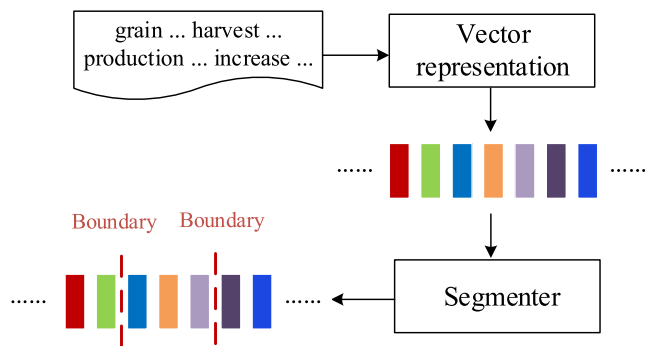 grain ... harvest ...
production ... increase ...
Vector
representation
...... ......
Boundary Boundary
...... ......
Segmenter